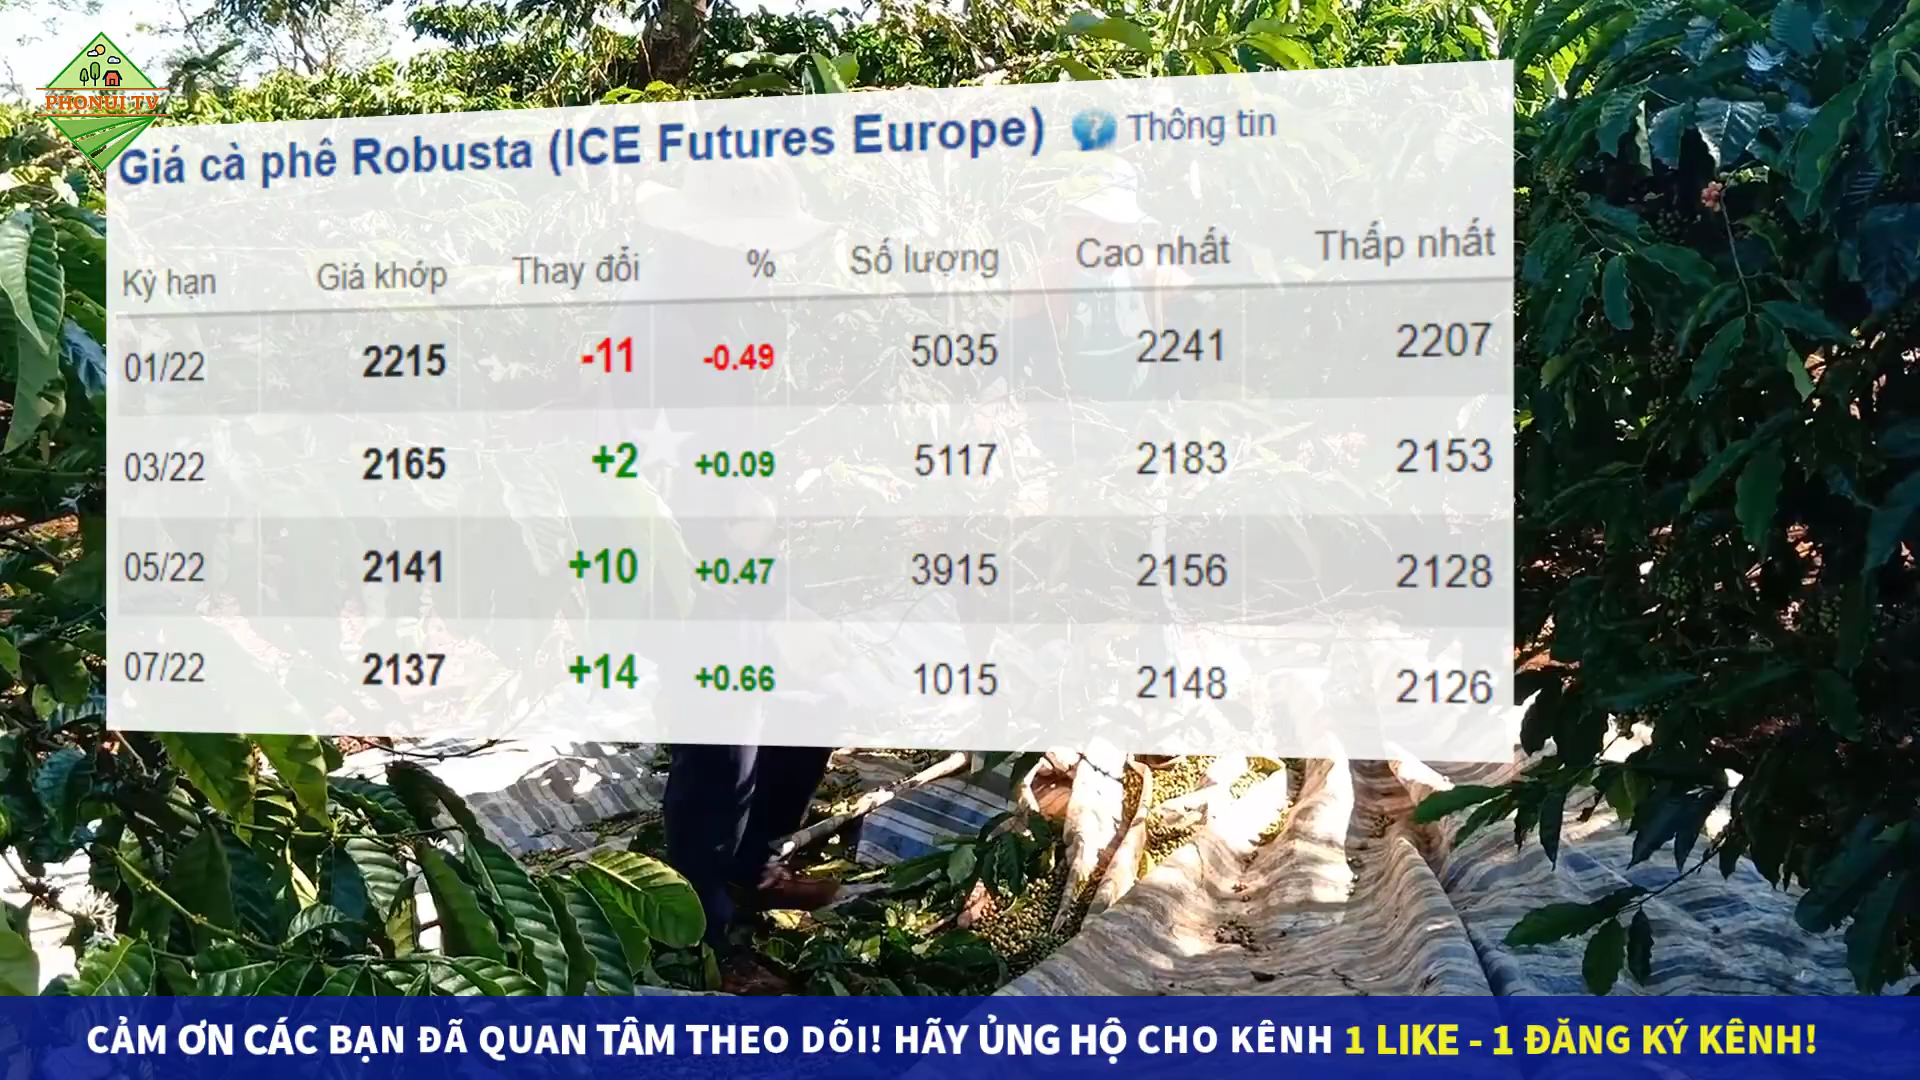 PHONUI TV
Giá cà phê Robusta (ICE Futures Europe) ? Thông tin
Kỳ hạn Giá khớp Thay đổi % Số lượng Cao nhất Thấp nhất
01/22 2215 -11 -0.49 5035 2241 2207
03/22 2165 +2 +0.09 5117 2183 2153
05/22 2141 +10 +0.47 3915 2156 2128
07/22 2137 +14 +0.66 1015 2148 2126
CẢM ƠN CÁC BẠN ĐÃ QUAN TÂM THEO DÕI! HÃY ỦNG HỘ CHO KÊNH 1 LIKE - 1 ĐĂNG KÝ KÊNH!